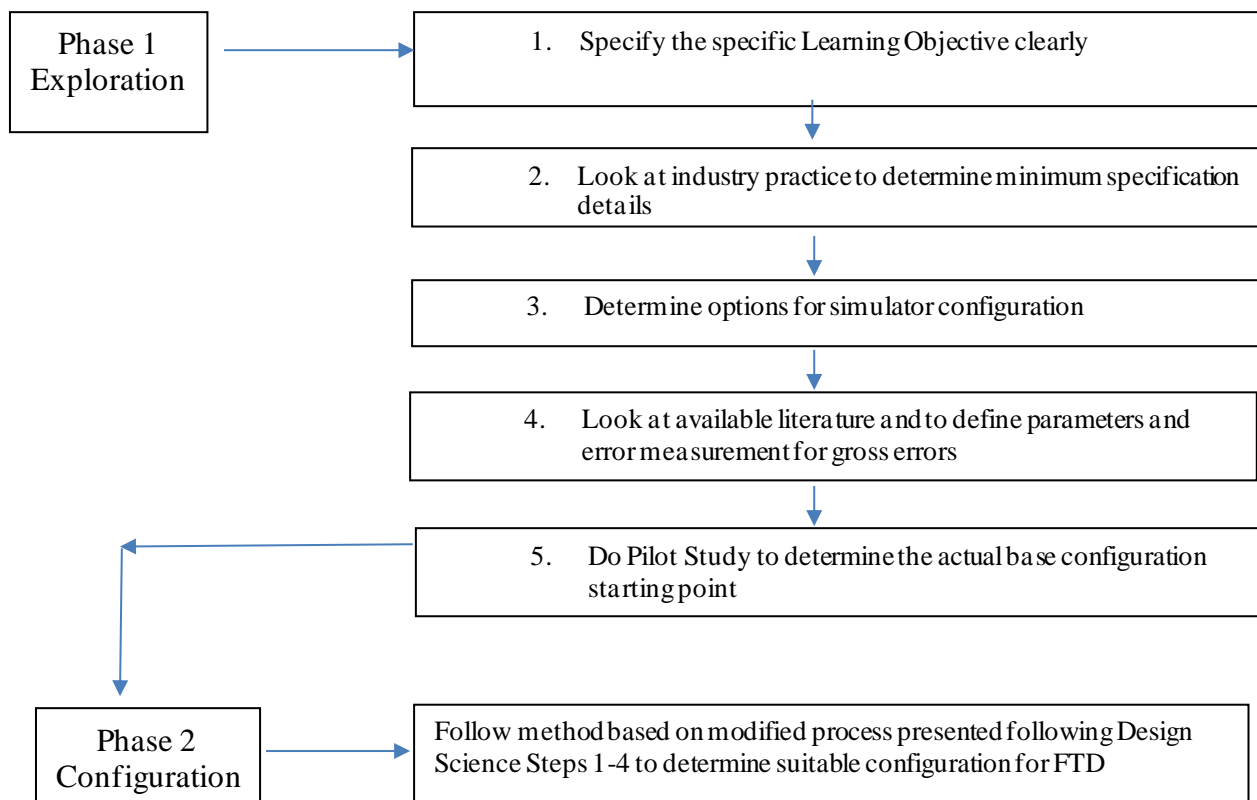 Phase 1
Exploration
1. Specify the specific Learning Objective clearly
2. Look at industry practice to determine minimum specification
details
3. Determine options for simulator configuration
4. Look at available literature and to define parameters and
error measurement for gross errors
5. Do Pilot Study to determine the actual base configuration
starting point
Phase 2
Configuration
Follow method based on modified process presented following Design
Science Steps 1-4 to determine suitable configuration for FTD